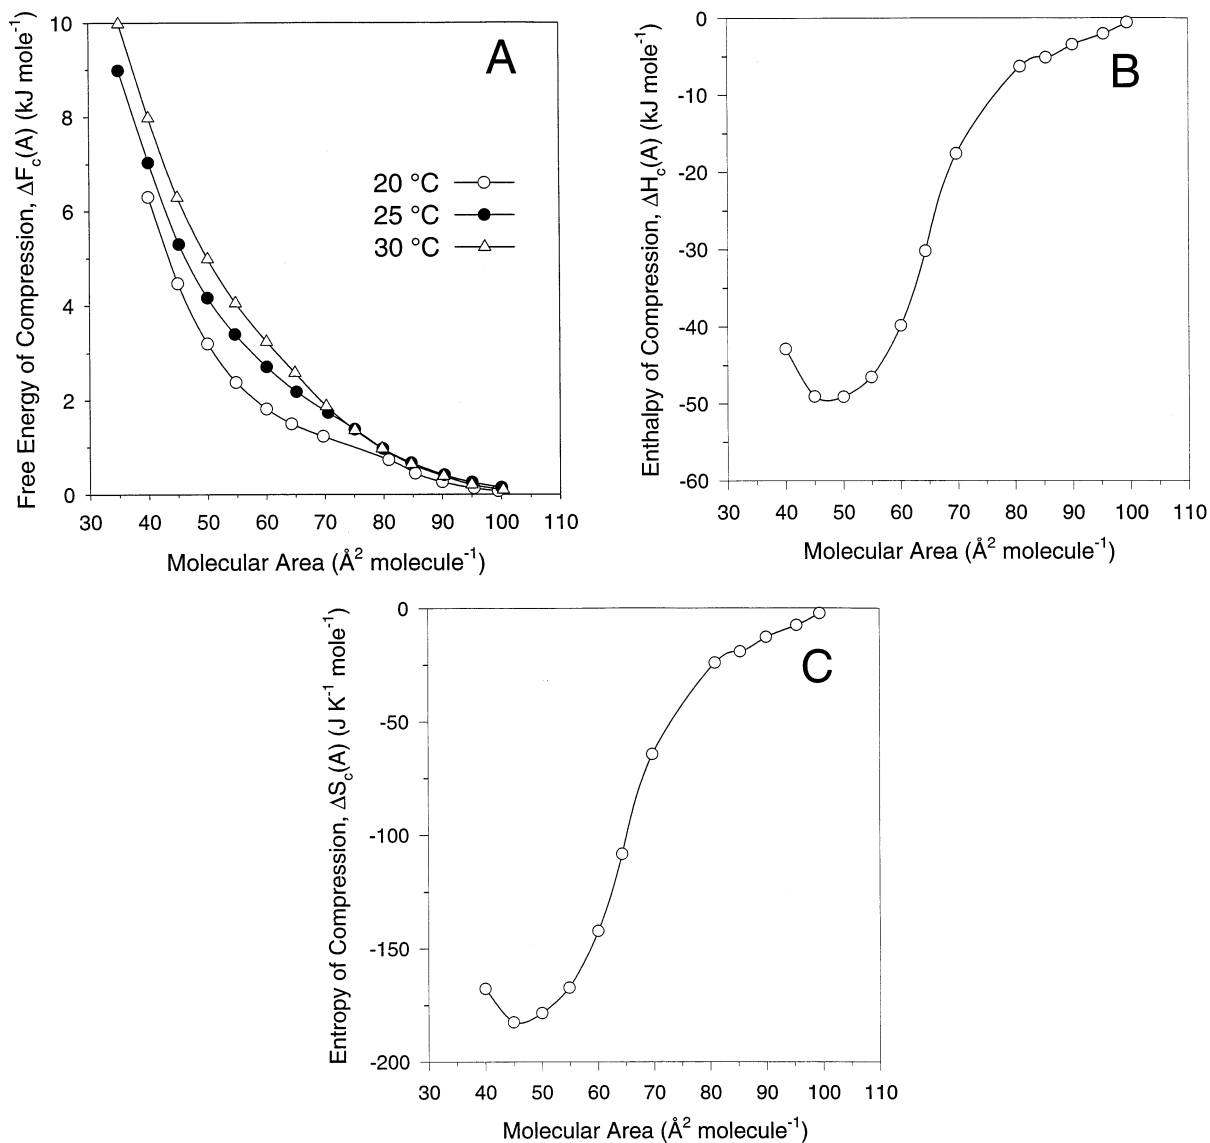 Free Energy of Compression, ΔF_c(A) (kJ mole⁻¹)
10
8
6
4
2
0
A
20 °C
25 °C
30 °C
30 40 50 60 70 80 90 100 110
Molecular Area (Å² molecule⁻¹)
Enthalpy of Compression, ΔH_c(A) (kJ mole⁻¹)
0
-10
-20
-30
-40
-50
-60
B
30 40 50 60 70 80 90 100 110
Molecular Area (Å² molecule⁻¹)
Entropy of Compression, ΔS_c(A) (J K⁻¹ mole⁻¹)
0
-50
-100
-150
-200
C
30 40 50 60 70 80 90 100 110
Molecular Area (Å² molecule⁻¹)